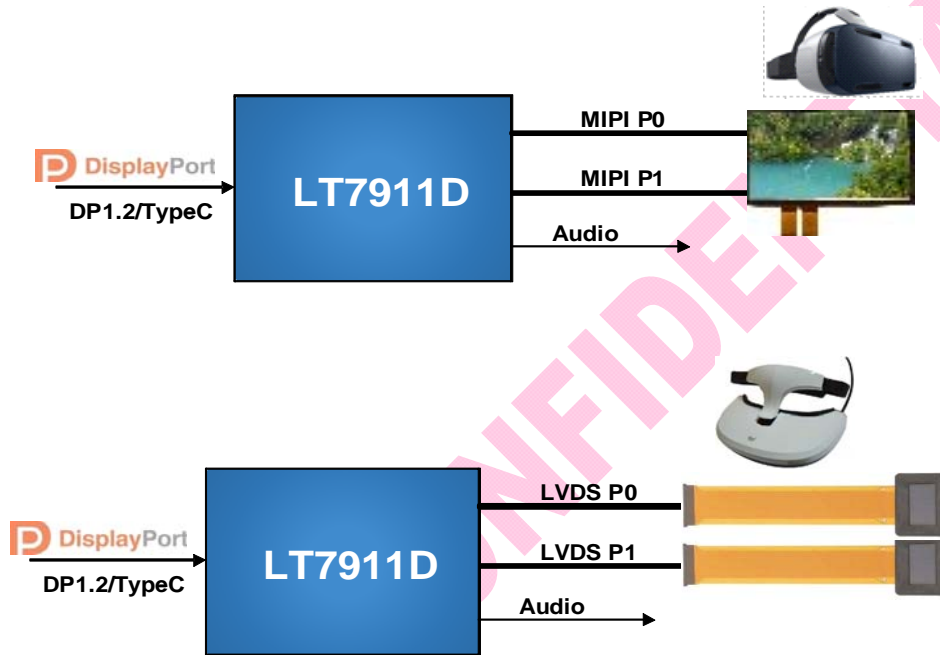 MIPI P0
DisplayPort
LT7911D
MIPI P1
DP1.2/TypeC
Audio
CONFIDENTIAL
LVDS P0
DisplayPort
LT7911D
LVDS P1
DP1.2/TypeC
Audio